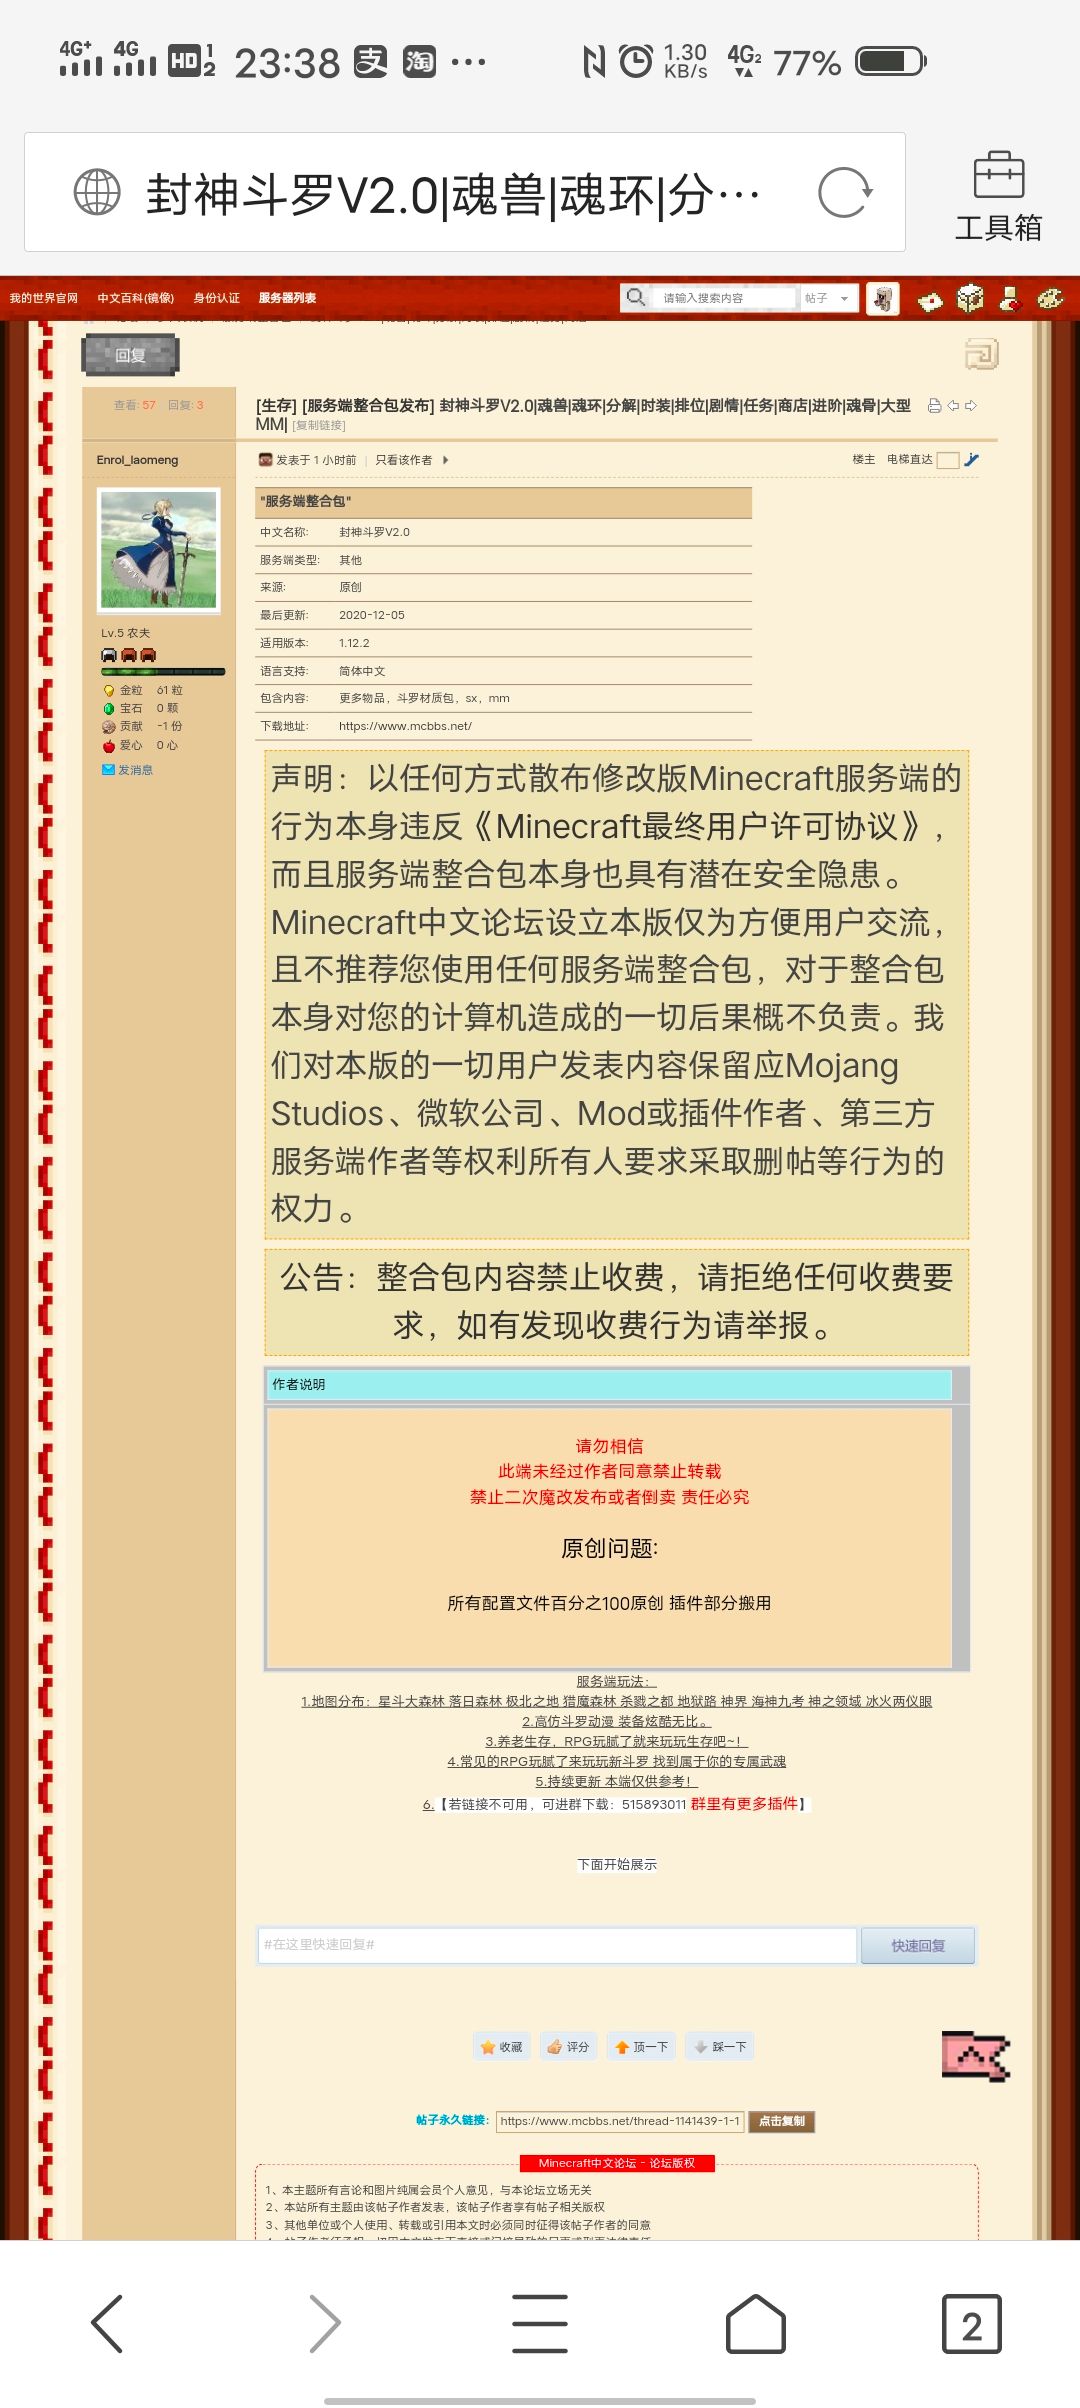 4G+ 4G HD 1 2 23:38 支 淘 ··· 1.30 KB/s 4G2 77%
封神斗罗V2.0|魂兽|魂环|分···
工具箱
我的世界官网 中文百科(镜像) 身份认证 服务器列表 请输入搜索内容 帖子
回复
查看: 57 回复: 3
[生存] [服务端整合包发布] 封神斗罗V2.0|魂兽|魂环|分解|时装|排位|剧情|任务|商店|进阶|魂骨|大型
MM| [复制链接]
Enrol_laomeng
发表于 1 小时前 | 只看该作者
楼主 电梯直达
"服务端整合包"
中文名称: 封神斗罗V2.0
服务端类型: 其他
来源: 原创
最后更新: 2020-12-05
适用版本: 1.12.2
语言支持: 简体中文
包含内容: 更多物品，斗罗材质包，sx，mm
下载地址: https://www.mcbbs.net/
Lv.5 农夫
金粒 61 粒
宝石 0 颗
贡献 -1 份
爱心 0 心
发消息
声明：以任何方式散布修改版Minecraft服务端的
行为本身违反《Minecraft最终用户许可协议》，
而且服务端整合包本身也具有潜在安全隐患。
Minecraft中文论坛设立本版仅为方便用户交流，
且不推荐您使用任何服务端整合包，对于整合包
本身对您的计算机造成的一切后果概不负责。我
们对本版的一切用户发表内容保留应Mojang
Studios、微软公司、Mod或插件作者、第三方
服务端作者等权利所有人要求采取删帖等行为的
权力。
公告：整合包内容禁止收费，请拒绝任何收费要
求，如有发现收费行为请举报。
作者说明
请勿相信
此端未经过作者同意禁止转载
禁止二次魔改发布或者倒卖 责任必究
原创问题:
所有配置文件百分之100原创 插件部分搬用
服务端玩法：
1.地图分布：星斗大森林 落日森林 极北之地 猎魔森林 杀戮之都 地狱路 神界 海神九考 神之领域 冰火两仪眼
2.高仿斗罗动漫 装备炫酷无比。
3.养老生存，RPG玩腻了就来玩玩生存吧~！
4.常见的RPG玩腻了来玩玩新斗罗 找到属于你的专属武魂
5.持续更新 本端仅供参考！
6.【若链接不可用，可进群下载：515893011 群里有更多插件】
下面开始展示
#在这里快速回复# 快速回复
收藏 评分 顶一下 踩一下
帖子永久链接: https://www.mcbbs.net/thread-1141439-1-1 点击复制
Minecraft中文论坛 - 论坛版权
1、本主题所有言论和图片纯属会员个人意见，与本论坛立场无关
2、本站所有主题由该帖子作者发表，该帖子作者享有帖子相关版权
3、其他单位或个人使用、转载或引用本文时必须同时征得该帖子作者的同意
2